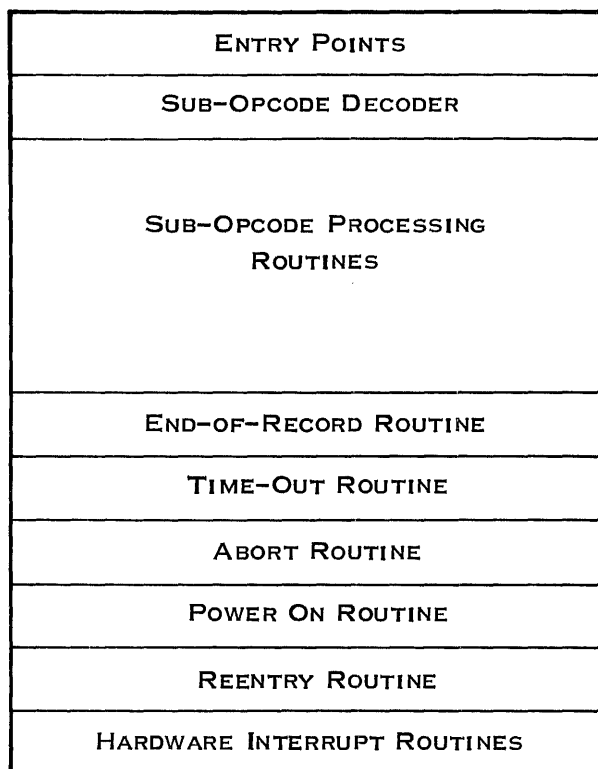 ENTRY POINTS
SUB-OPCODE DECODER
SUB-OPCODE PROCESSING
ROUTINES
END-OF-RECORD ROUTINE
TIME-OUT ROUTINE
ABORT ROUTINE
POWER ON ROUTINE
REENTRY ROUTINE
HARDWARE INTERRUPT ROUTINES